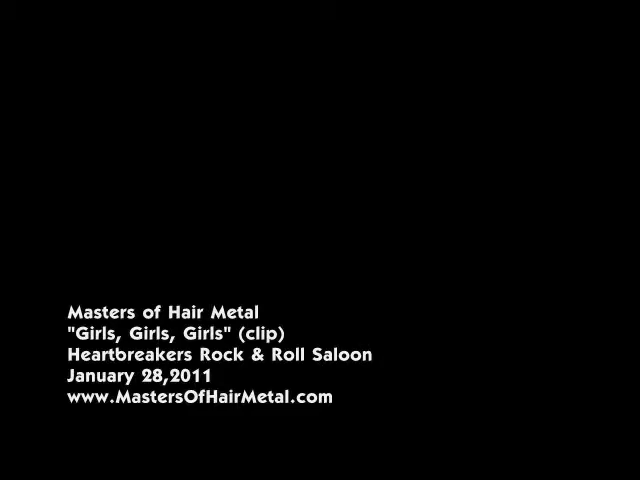 Masters of Hair Metal
"Girls, Girls, Girls" (clip)
Heartbreakers Rock & Roll Saloon
January 28,2011
www.MastersOfHairMetal.com